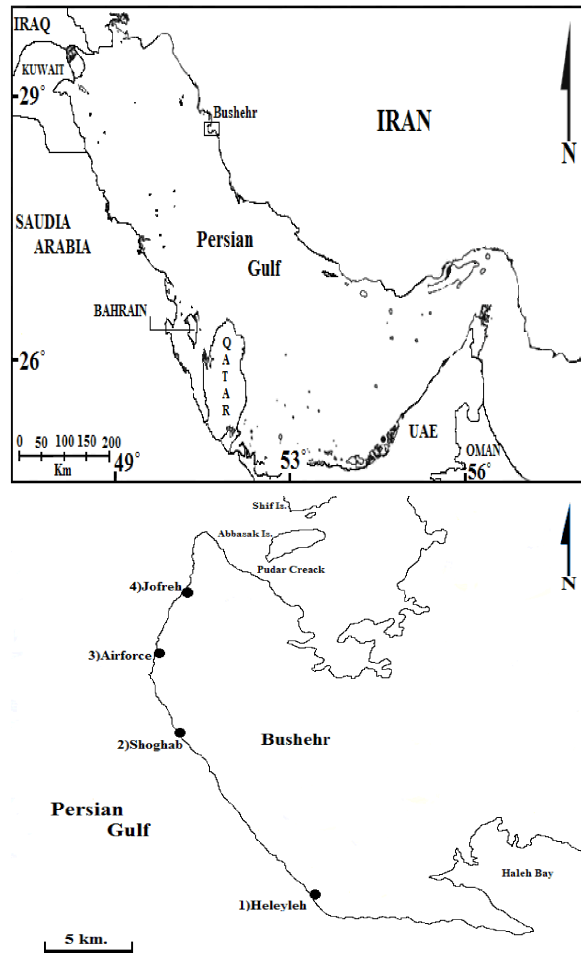 IRAQ
KUWAIT
29°
Bushehr
IRAN
N
SAUDIA
ARABIA
Persian
Gulf
BAHRAIN
QATAR
26°
UAE
OMAN
0 50 100 150 200
Km
49°
53°
56°
Shif Is.
Abbasak Is.
Pudar Creack
N
4)Jofreh
3)Airforce
2)Shoghab
Bushehr
Persian
Gulf
Haleh Bay
1)Heleyleh
5 km.